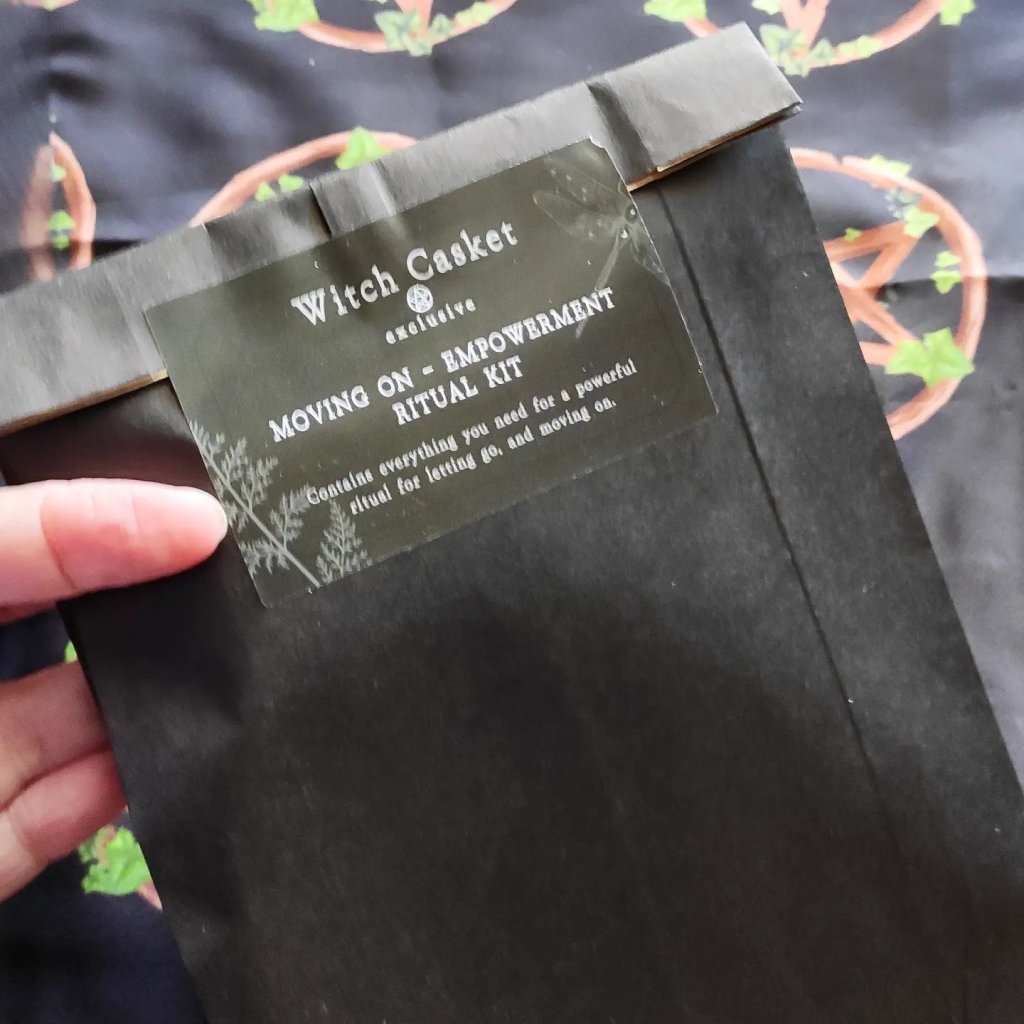 Witch Casket
exclusive
MOVING ON - EMPOWERMENT
RITUAL KIT
Contains everything you need for a powerful
ritual for letting go, and moving on.